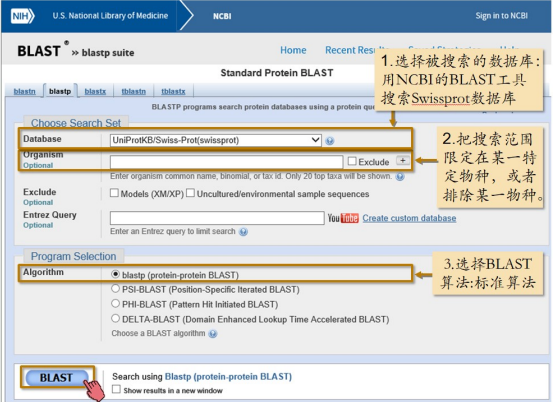 NIH U.S. National Library of Medicine NCBI Sign in to NCBI
BLAST ® » blastp suite Home Recent Res
Standard Protein BLAST
1.选择被搜索的数据库:
用NCBI的BLAST工具
搜索Swissprot数据库
blastn blastp blastx tblastn tblastx
BLASTP programs search protein databases using a protein
Choose Search Set
Database UniProtKB/Swiss-Prot(swissprot)
Organism
Optional
Exclude +
Enter organism common name, binomial, or tax id. Only 20 top taxa will be shown.
2.把搜索范围
限定在某一特
定物种，或者
排除某一物种。
Exclude Models (XM/XP) Uncultured/environmental sample sequences
Optional
Entrez Query YouTube Create custom database
Optional
Enter an Entrez query to limit search
Program Selection
Algorithm blastp (protein-protein BLAST)
PSI-BLAST (Position-Specific Iterated BLAST)
PHI-BLAST (Pattern Hit Initiated BLAST)
DELTA-BLAST (Domain Enhanced Lookup Time Accelerated BLAST)
Choose a BLAST algorithm
3.选择BLAST
算法:标准算法
BLAST Search using Blastp (protein-protein BLAST)
Show results in a new window